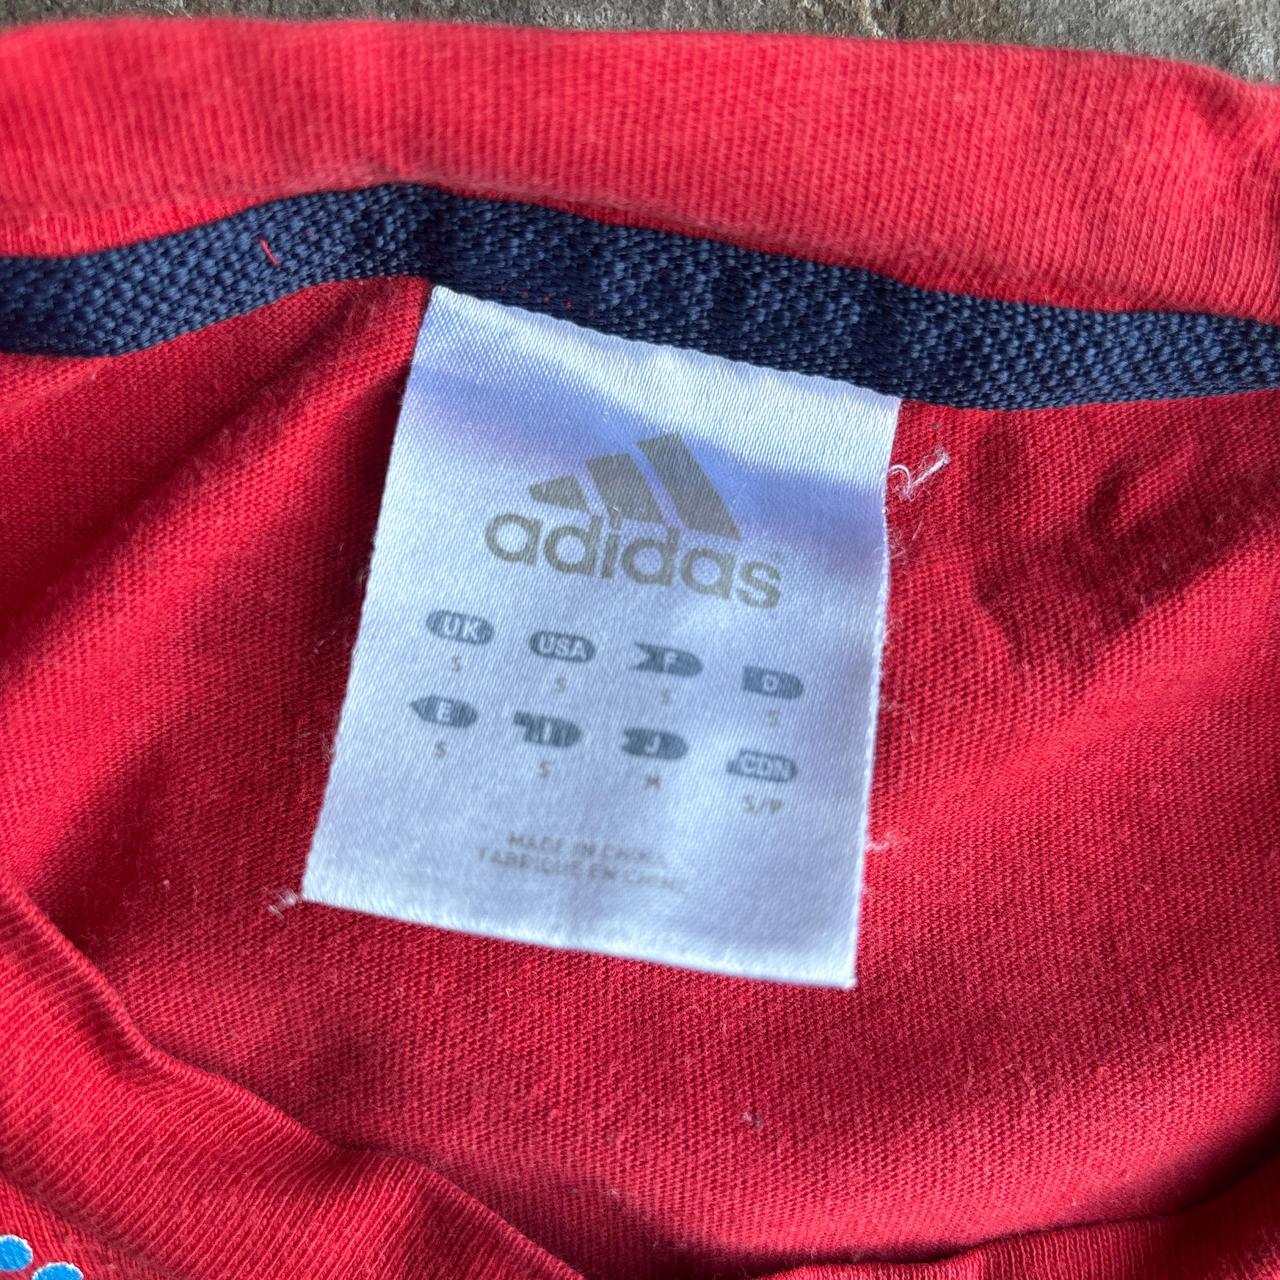 adidas
UK USA F D
S S S S
E I J CDN
S S M S/P
MADE IN CHINA
FABRIQUE EN CHINE